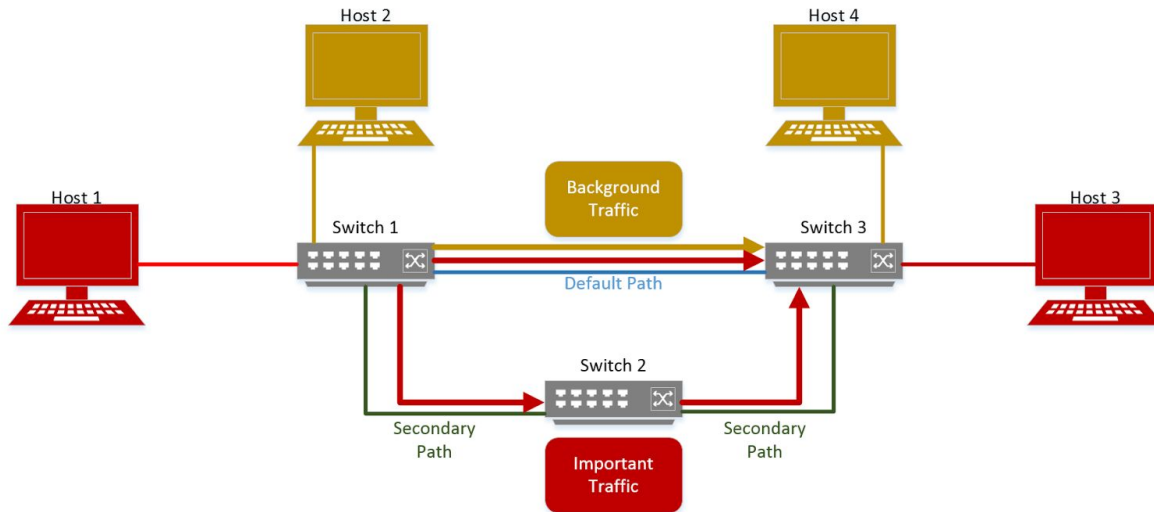 Host 2
Host 4
Background
Traffic
Host 1
Host 3
Switch 1
Switch 3
Default Path
Switch 2
Secondary
Path
Secondary
Path
Important
Traffic